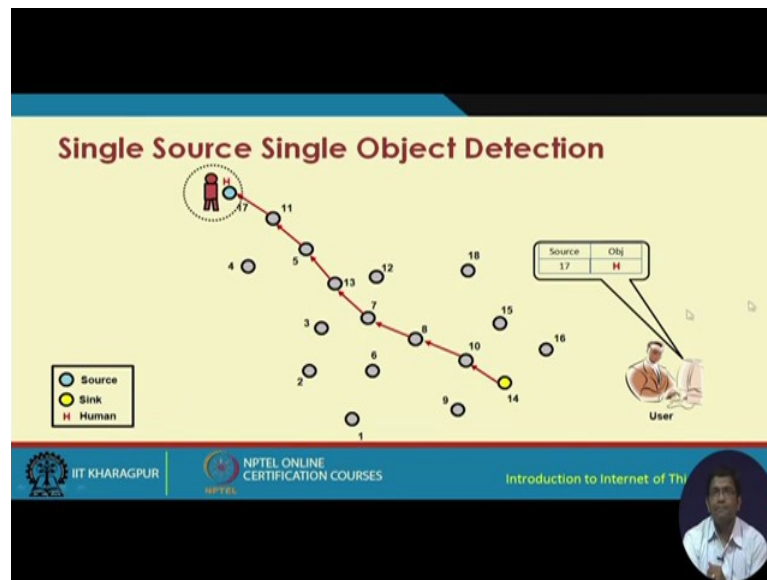 Single Source Single Object Detection
H
17
11
5
4
13
12
18
Source Obj
17 H
7
3
8
15
16
10
2
6
14
9
1
Source
Sink
H Human
User
IIT KHARAGPUR
NPTEL
NPTEL ONLINE
CERTIFICATION COURSES
Introduction to Internet of Thi